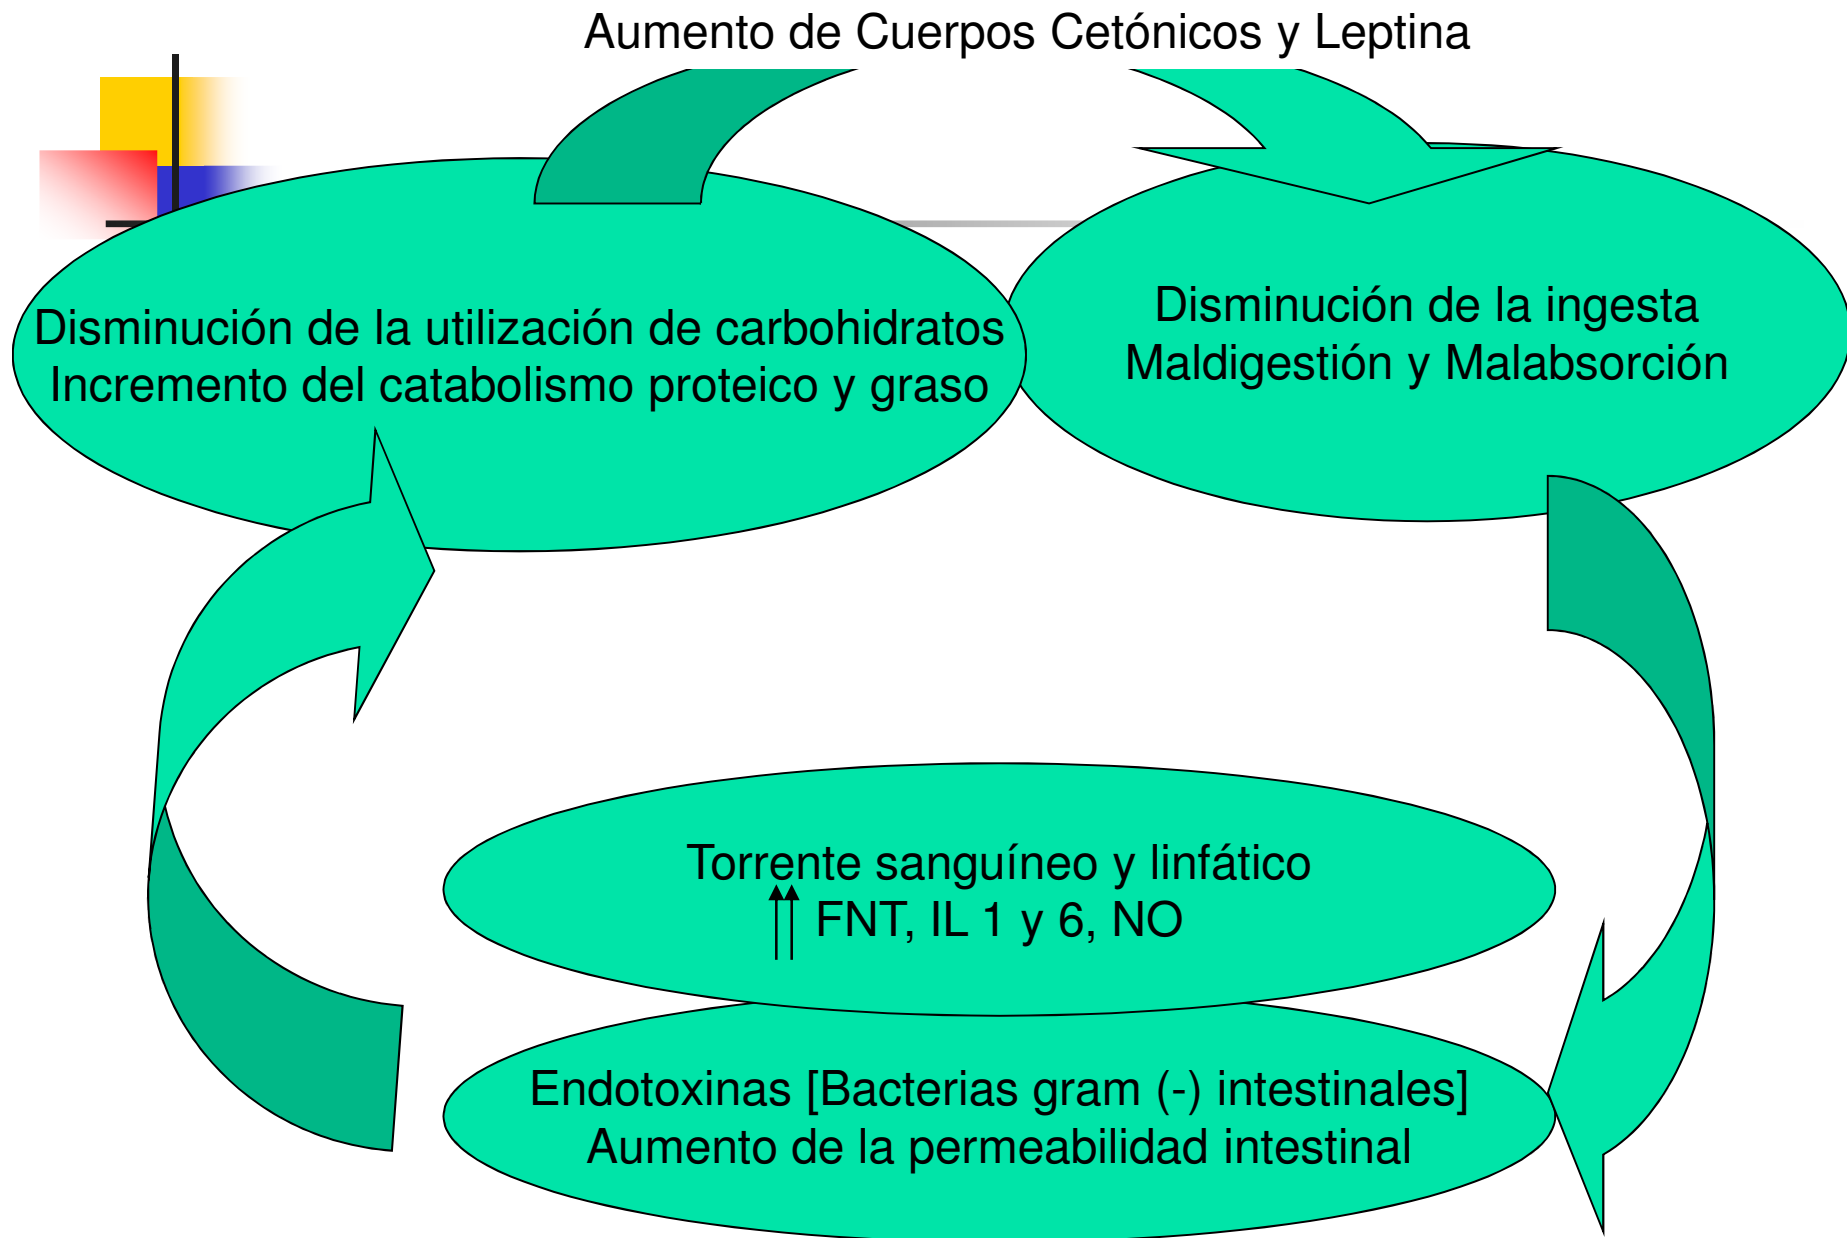 Aumento de Cuerpos Cetónicos y Leptina
Disminución de la utilización de carbohidratos
Incremento del catabolismo proteico y graso
Disminución de la ingesta
Maldigestión y Malabsorción
Torrente sanguíneo y linfático
FNT, IL 1 y 6, NO
Endotoxinas [Bacterias gram (-) intestinales]
Aumento de la permeabilidad intestinal